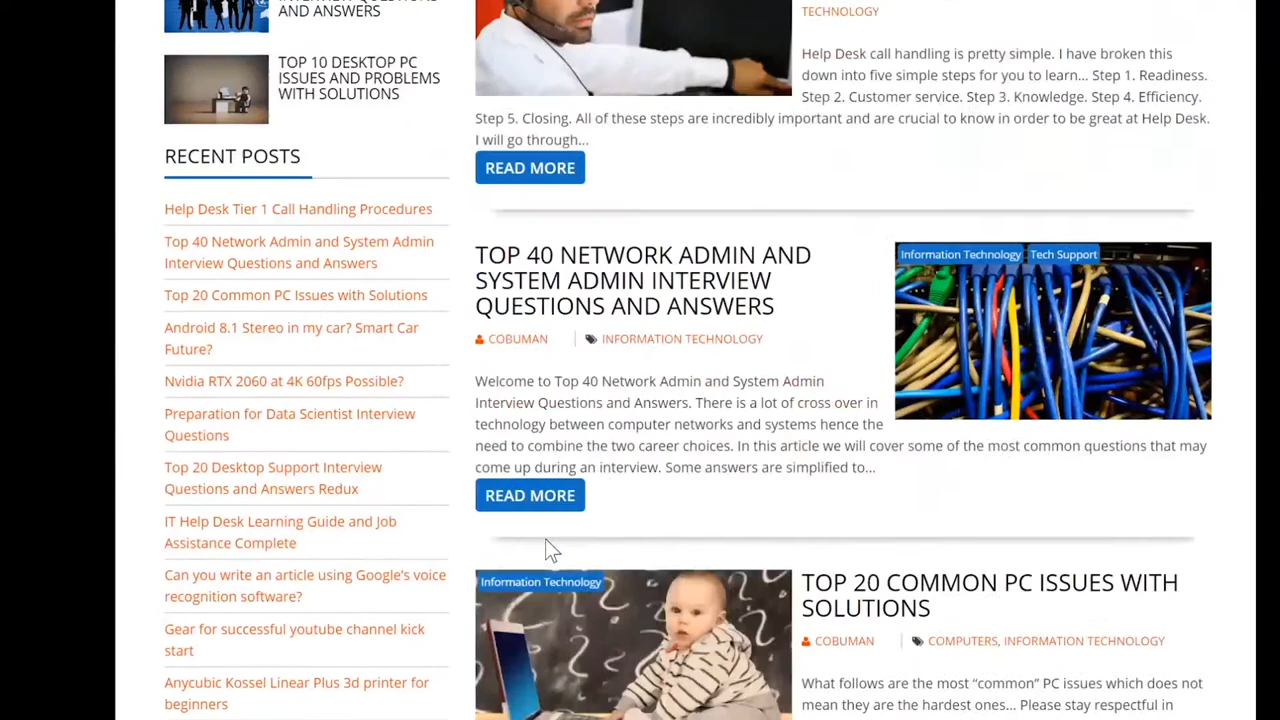 AND ANSWERS
TOP 10 DESKTOP PC
ISSUES AND PROBLEMS
WITH SOLUTIONS
RECENT POSTS
Help Desk Tier 1 Call Handling Procedures
Top 40 Network Admin and System Admin
Interview Questions and Answers
Top 20 Common PC Issues with Solutions
Android 8.1 Stereo in my car? Smart Car
Future?
Nvidia RTX 2060 at 4K 60fps Possible?
Preparation for Data Scientist Interview
Questions
Top 20 Desktop Support Interview
Questions and Answers Redux
IT Help Desk Learning Guide and Job
Assistance Complete
Can you write an article using Google's voice
recognition software?
Gear for successful youtube channel kick
start
Anycubic Kossel Linear Plus 3d printer for
beginners
TECHNOLOGY
Help Desk call handling is pretty simple. I have broken this
down into five simple steps for you to learn... Step 1. Readiness.
Step 2. Customer service. Step 3. Knowledge. Step 4. Efficiency.
Step 5. Closing. All of these steps are incredibly important and are crucial to know in order to be great at Help Desk.
I will go through...
READ MORE
TOP 40 NETWORK ADMIN AND
SYSTEM ADMIN INTERVIEW
QUESTIONS AND ANSWERS
COBUMAN INFORMATION TECHNOLOGY
Information Technology Tech Support
Welcome to Top 40 Network Admin and System Admin
Interview Questions and Answers. There is a lot of cross over in
technology between computer networks and systems hence the
need to combine the two career choices. In this article we will cover some of the most common questions that may
come up during an interview. Some answers are simplified to...
READ MORE
Information Technology
TOP 20 COMMON PC ISSUES WITH
SOLUTIONS
COBUMAN COMPUTERS, INFORMATION TECHNOLOGY
What follows are the most “common” PC issues which does not
mean they are the hardest ones... Please stay respectful in